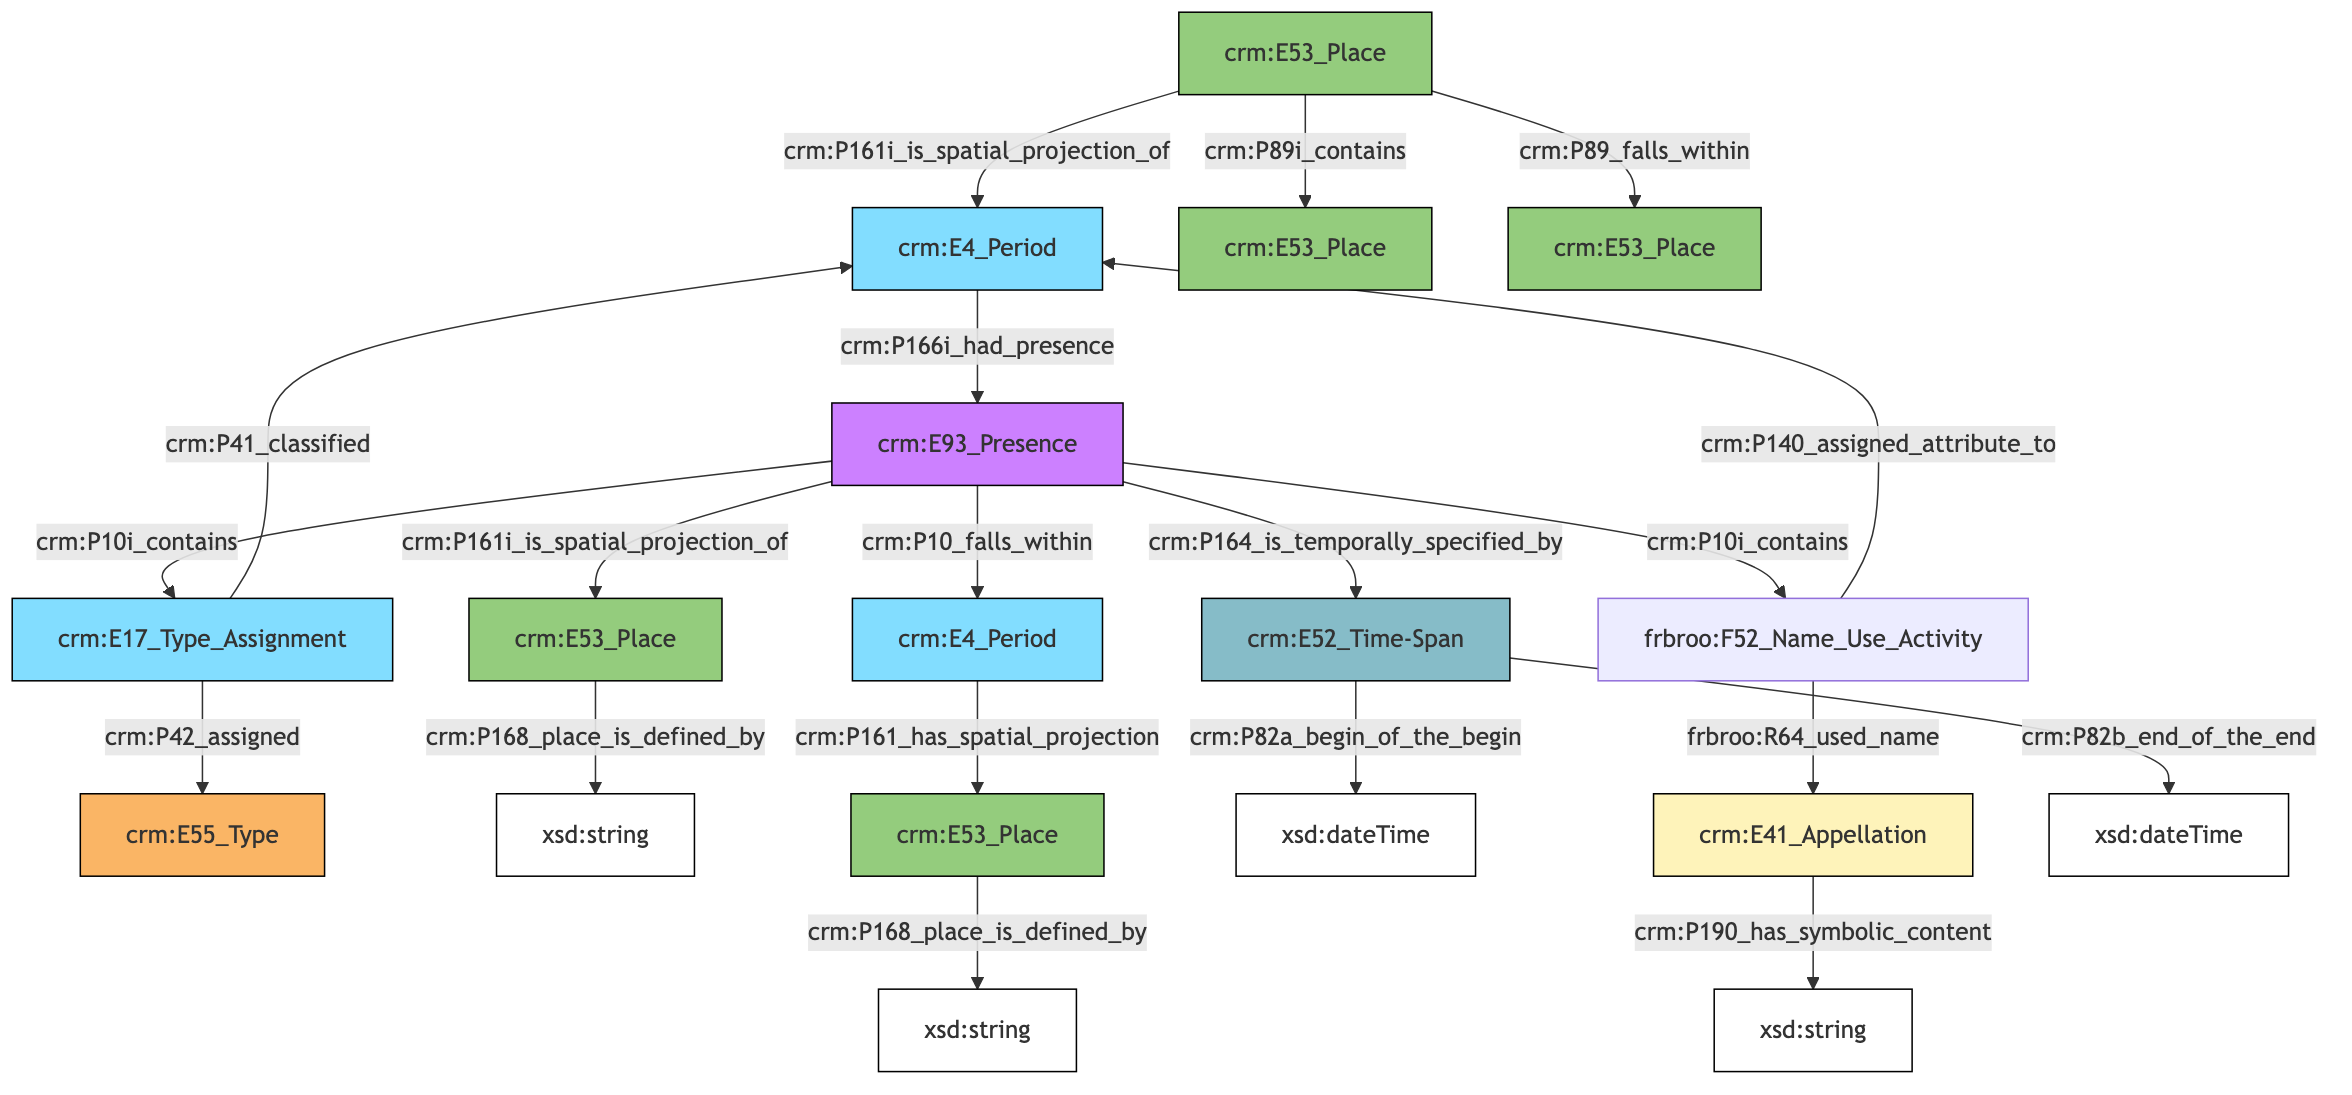 crm:E53_Place
crm:P161i_is_spatial_projection_of
crm:P89i_contains
crm:P89_falls_within
crm:E4_Period
crm:E53_Place
crm:E53_Place
crm:P166i_had_presence
crm:P41_classified
crm:E93_Presence
crm:P140_assigned_attribute_to
crm:P10i_contains
crm:P161i_is_spatial_projection_of
crm:P10_falls_within
crm:P164_is_temporally_specified_by
crm:P10i_contains
crm:E17_Type_Assignment
crm:E53_Place
crm:E4_Period
crm:E52_Time-Span
frbroo:F52_Name_Use_Activity
crm:P42_assigned
crm:P168_place_is_defined_by
crm:P161_has_spatial_projection
crm:P82a_begin_of_the_begin
frbroo:R64_used_name
crm:P82b_end_of_the_end
crm:E55_Type
xsd:string
crm:E53_Place
xsd:dateTime
crm:E41_Appellation
xsd:dateTime
crm:P168_place_is_defined_by
crm:P190_has_symbolic_content
xsd:string
xsd:string